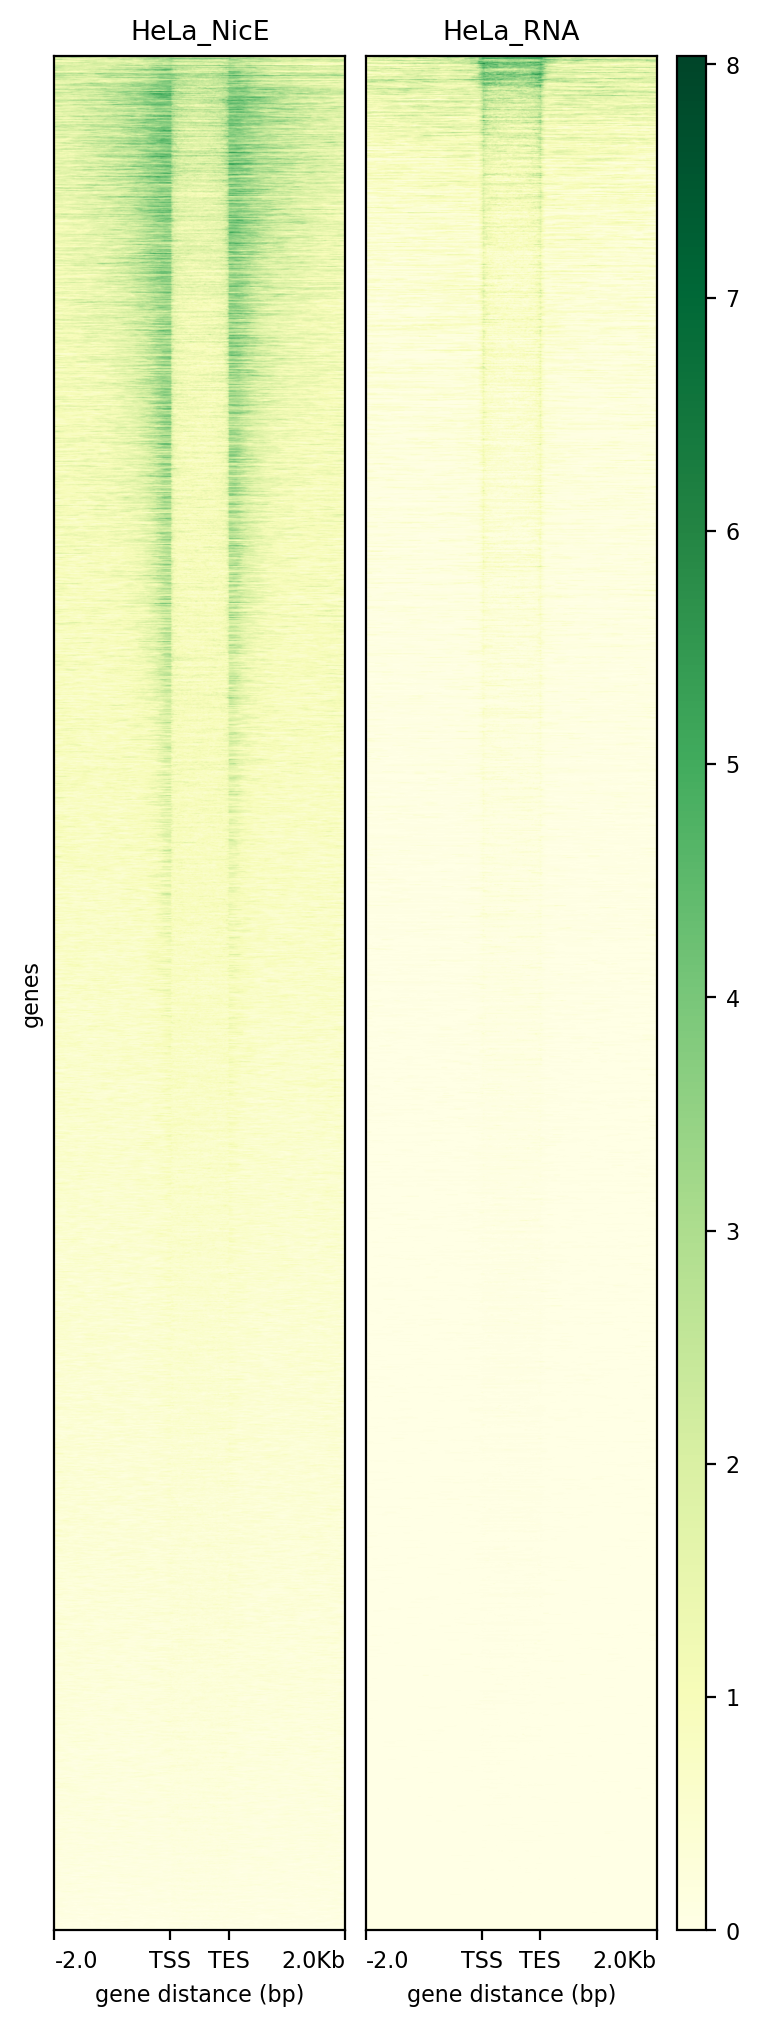 HeLa_NicE
HeLa_RNA
8
7
6
5
4
3
2
1
0
genes
-2.0 TSS TES 2.0Kb
gene distance (bp)
-2.0 TSS TES 2.0Kb
gene distance (bp)